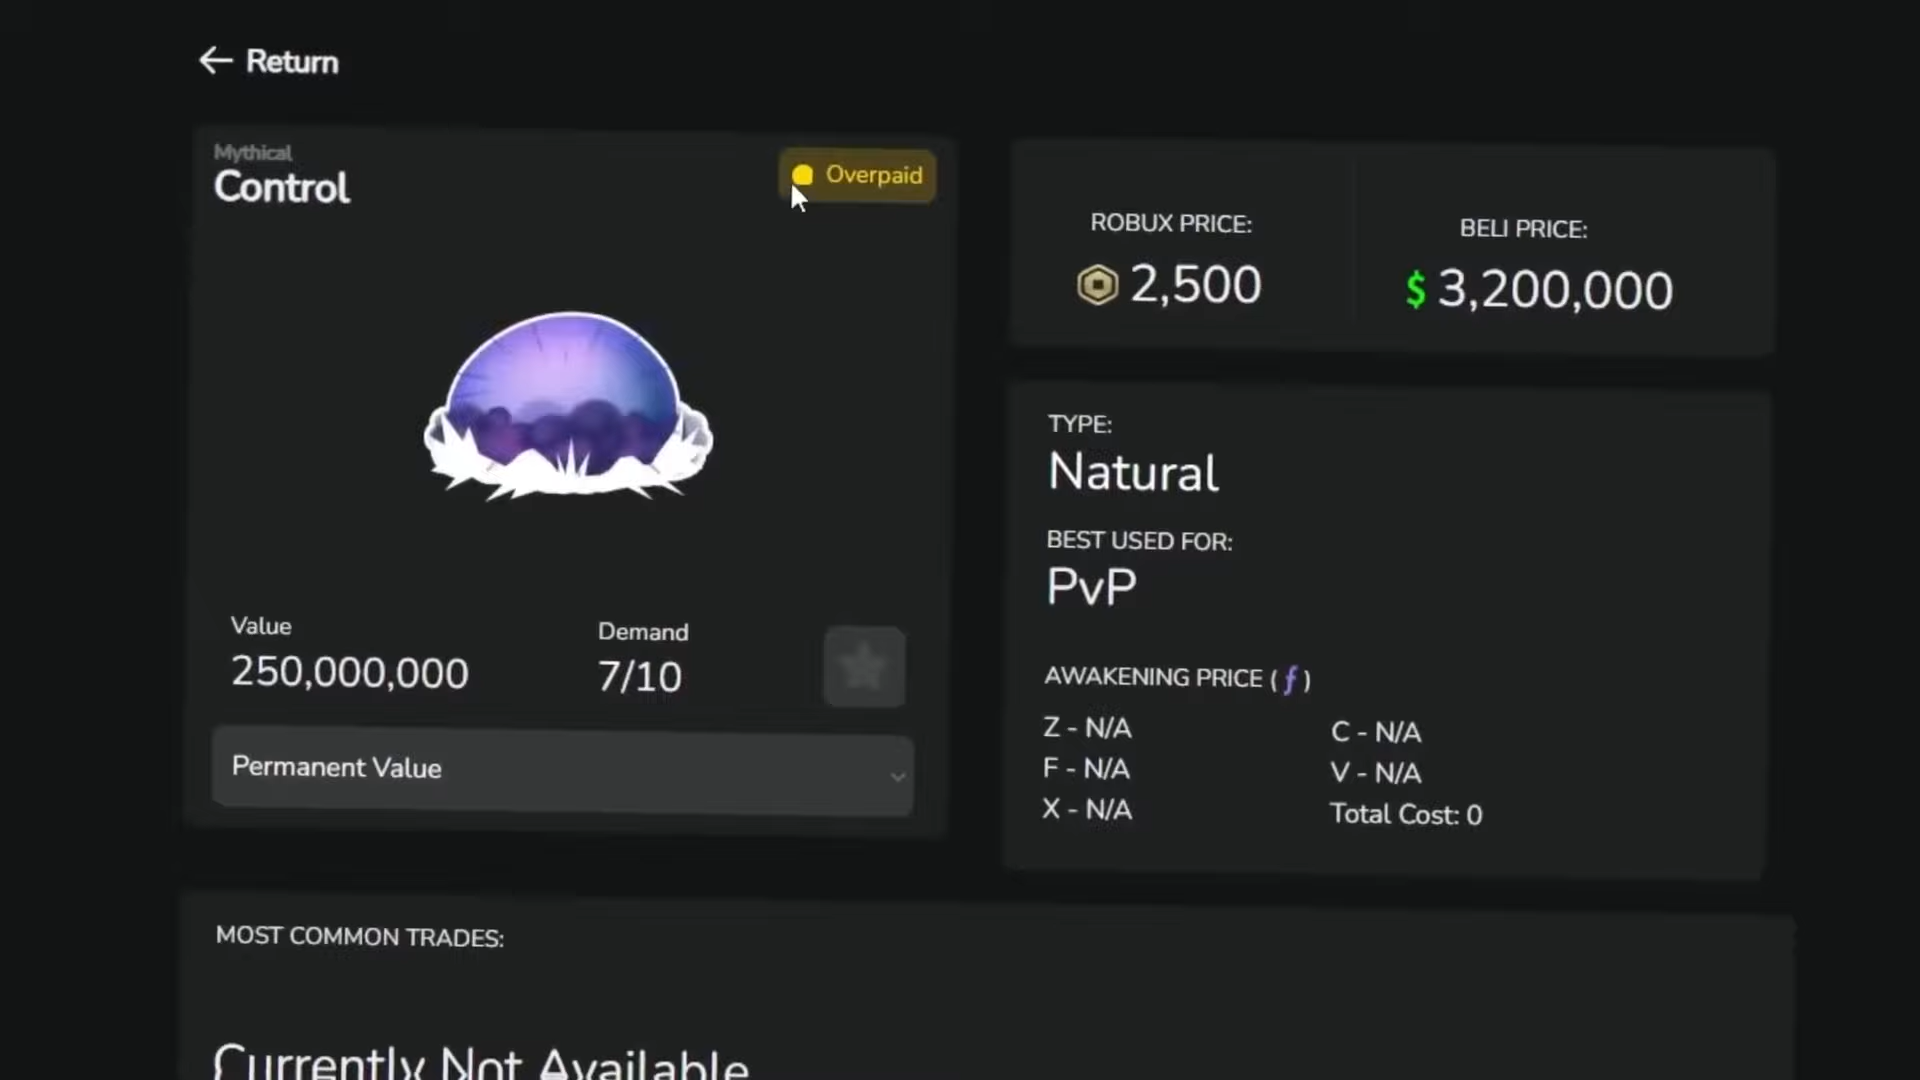 Return
Mythical
Control
Overpaid
Value
250,000,000
Demand
7/10
Permanent Value
ROBUX PRICE:
2,500
BELI PRICE:
$ 3,200,000
TYPE:
Natural
BEST USED FOR:
PvP
AWAKENING PRICE ( ƒ )
Z - N/A
F - N/A
X - N/A
C - N/A
V - N/A
Total Cost: 0
MOST COMMON TRADES:
Currently Not Available